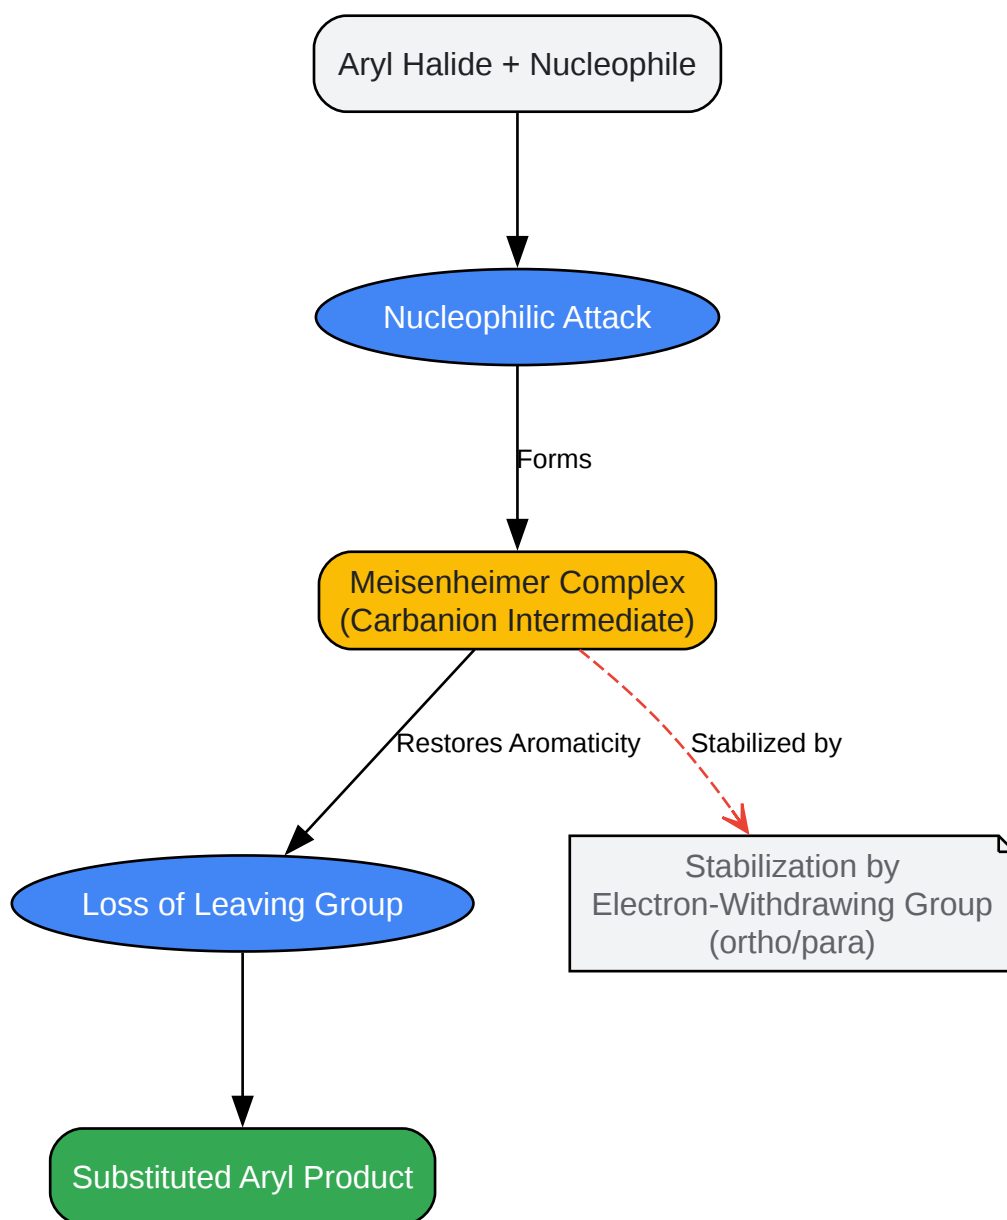 Aryl Halide + Nucleophile
Nucleophilic Attack
Forms
Meisenheimer Complex
(Carbanion Intermediate)
Restores Aromaticity
Stabilized by
Stabilization by
Electron-Withdrawing Group
(ortho/para)
Loss of Leaving Group
Substituted Aryl Product